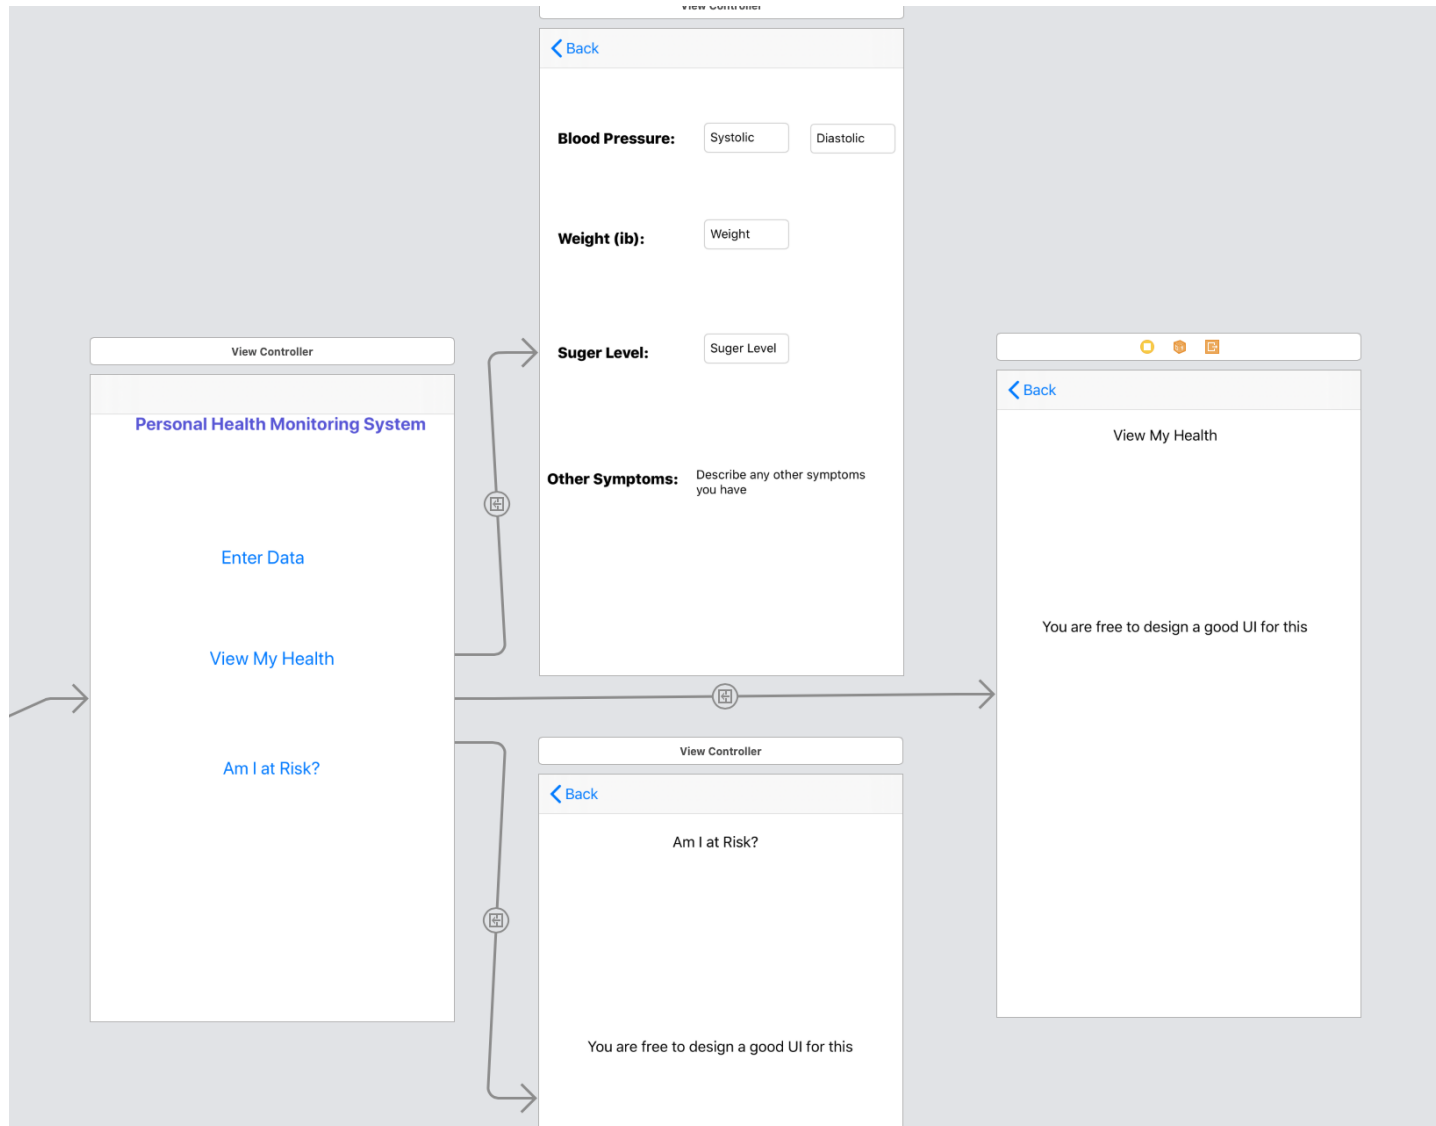 View Controller
Back
Blood Pressure:
Systolic
Diastolic
Weight (ib):
Weight
Suger Level:
Suger Level
Other Symptoms:
Describe any other symptoms
you have
View Controller
Personal Health Monitoring System
Enter Data
View My Health
Am I at Risk?
Back
View My Health
You are free to design a good UI for this
View Controller
Back
Am I at Risk?
You are free to design a good UI for this